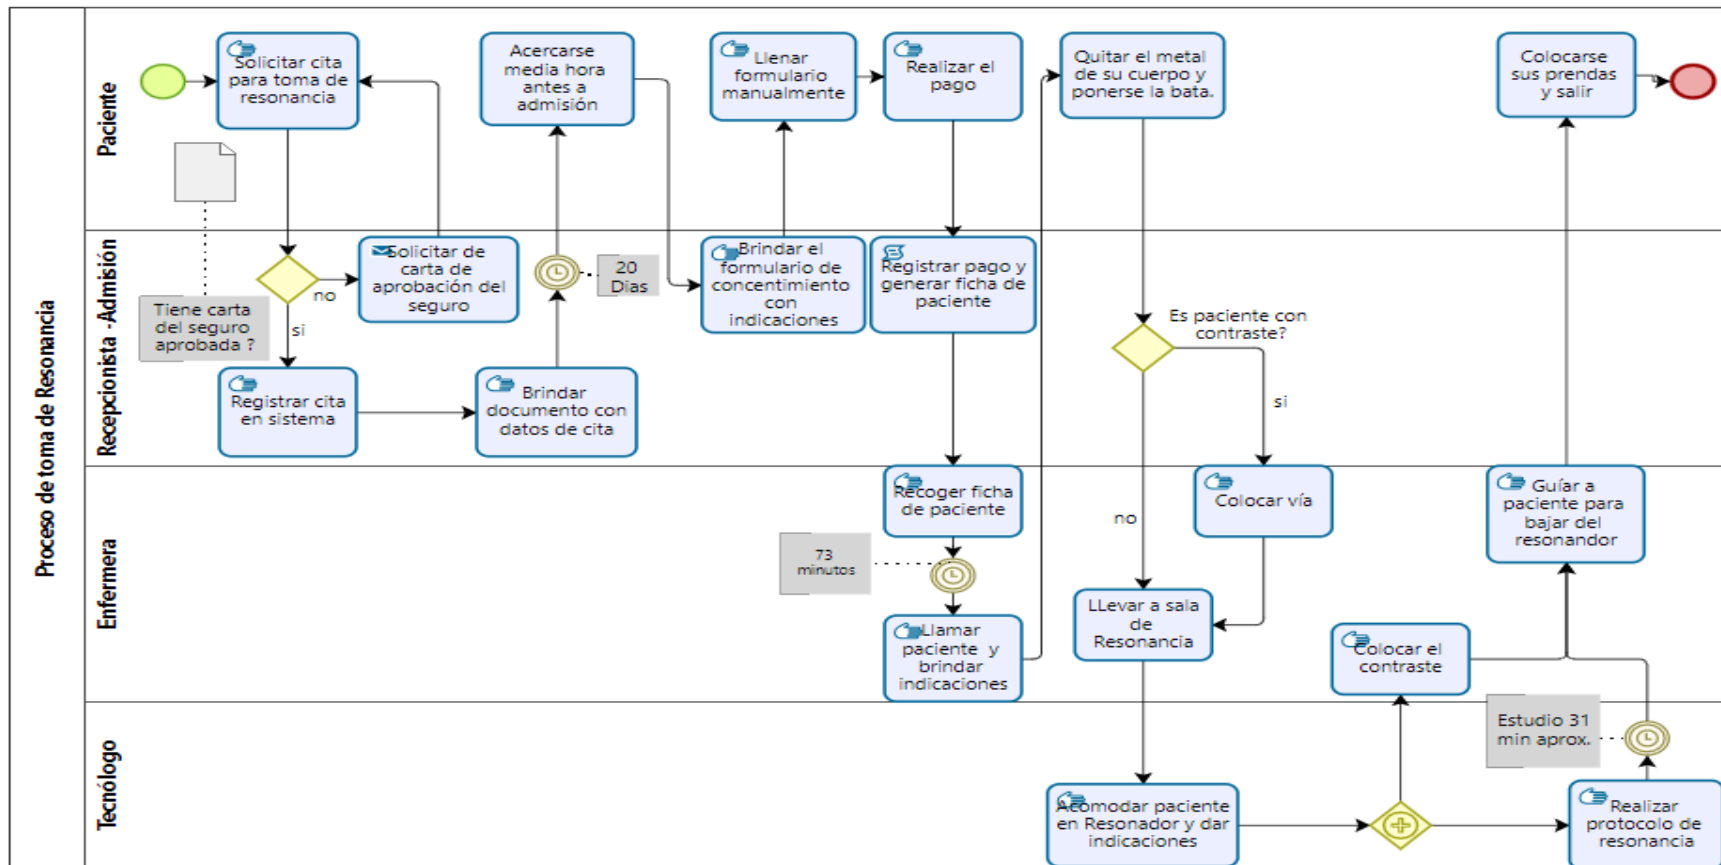 Proceso de toma de Resonancia
Paciente
Solicitar cita
para toma de
resonancia
Acercarse
media hora
antes a
admisión
Llenar
formulario
manualmente
Realizar el
pago
Quitar el metal
de su cuerpo y
ponerse la bata.
Colocarse
sus prendas
y salir
Recepcionista -Admisión
Tiene carta
del seguro
aprobada ?
no
si
Solicitar de
carta de
aprobación del
seguro
20
Dias
Brindar el
formulario de
concentimiento
con
indicaciones
Registrar pago y
generar ficha de
paciente
Es paciente con
contraste?
si
no
Registrar cita
en sistema
Brindar
documento con
datos de cita
Enfermera
Recoger ficha
de paciente
73
minutos
Llamar
paciente y
brindar
indicaciones
Colocar vía
LLevar a sala
de
Resonancia
Colocar el
contraste
Guíar a
paciente para
bajar del
resonandor
Tecnólogo
Acomodar paciente
en Resonador y dar
indicaciones
Estudio 31
min aprox.
Realizar
protocolo de
resonancia